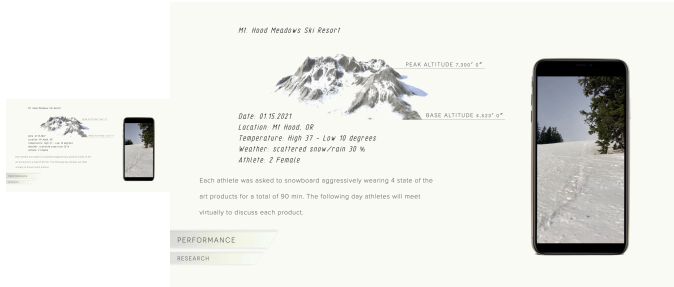 Mt. Hood Meadows Ski Resort
PEAK ALTITUDE 7,300' 0"
BASE ALTITUDE 4,523' 0"
Date: 01.15.2021
Location: Mt Hood, OR
Temperature: High 37 - Low 10 degrees
Weather: scattered snow/rain 30 %
Athlete: 2 Female
Each athlete was asked to snowboard aggressively wearing 4 state of the
art products for a total of 90 min. The following day athletes will meet
virtually to discuss each product.
PERFORMANCE
RESEARCH